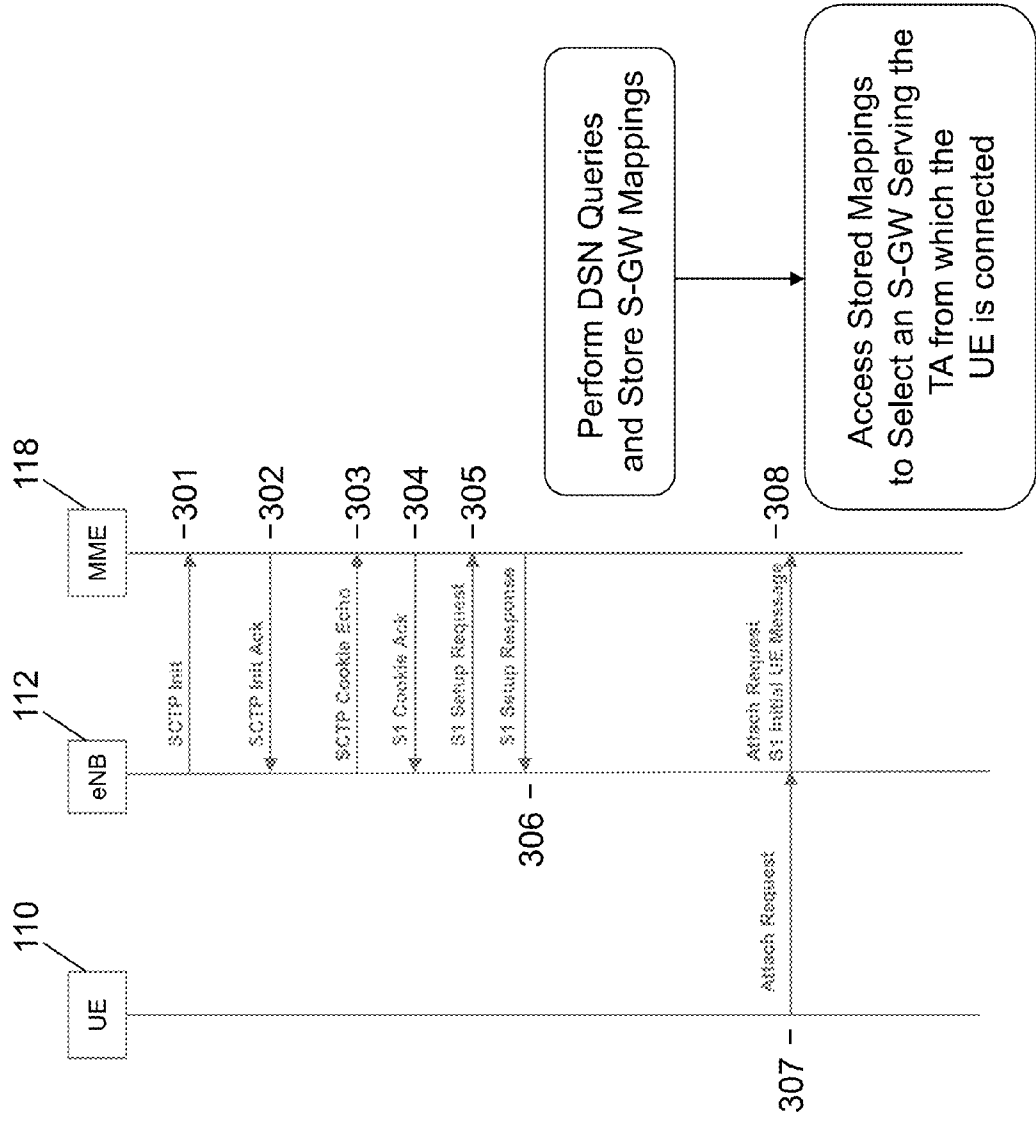 110
112
118
UE
eNB
MME
SCTP Init
301
SCTP Init Ack
302
SCTP Cookie Echo
303
S1 Cookie Ack
304
S1 Setup Request
305
S1 Setup Response
306
Perform DSN Queries
and Store S-GW Mappings
307
Attach Request
Attach Request
S1 Initial UE Message
308
Access Stored Mappings
to Select an S-GW Serving the
TA from which the
UE is connected